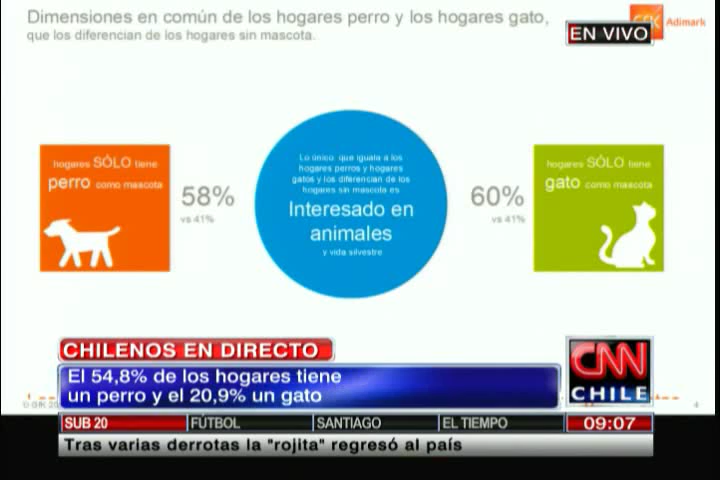 Dimensiones en común de los hogares perro y los hogares gato,
que los diferencian de los hogares sin mascota.
GfK Adimark
EN VIVO
hogares SÓLO tiene
perro como mascota
58%
vs 41%
Lo único que iguala a los
hogares perros y hogares
gatos y los diferencian de los
hogares sin mascota es
Interesado en
animales
y vida silvestre
60%
vs 41%
hogares SÓLO tiene
gato como mascota
CHILENOS EN DIRECTO
El 54,8% de los hogares tiene
un perro y el 20,9% un gato
CNN
CHILE
© GfK 20
4
SUB 20 FÚTBOL SANTIAGO EL TIEMPO 09:07
Tras varias derrotas la "rojita" regresó al país